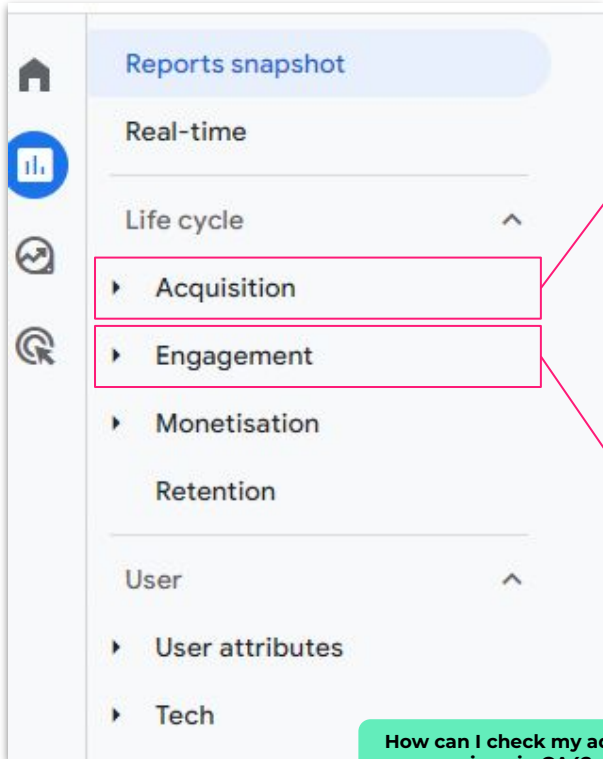 Reports snapshot
Real-time
Life cycle
Acquisition
Engagement
Monetisation
Retention
User
User attributes
Tech
How can I check my